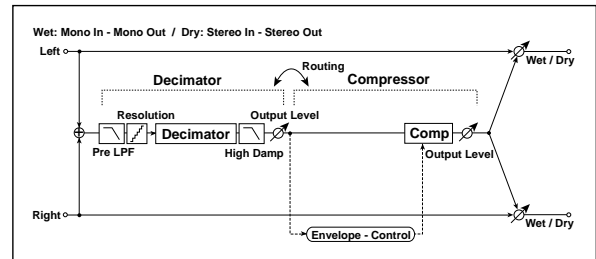 Wet: Mono In - Mono Out / Dry: Stereo In - Stereo Out
Left
Wet / Dry
Routing
Decimator
Compressor
Resolution
Output Level
Decimator
Comp
Pre LPF
High Damp
Output Level
Right
Wet / Dry
Envelope - Control